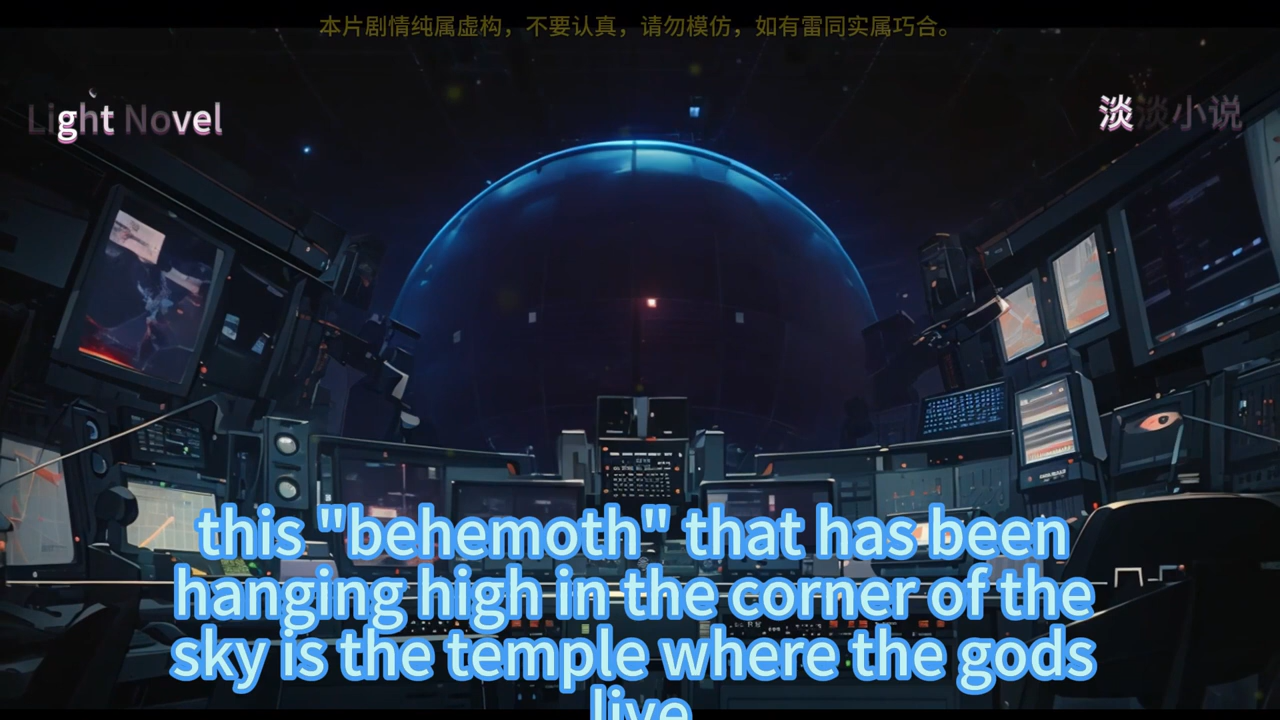 本片剧情纯属虚构，不要认真，请勿模仿，如有雷同实属巧合。
Light Novel
淡淡小说
this "behemoth" that has been
hanging high in the corner of the
sky is the temple where the gods
live